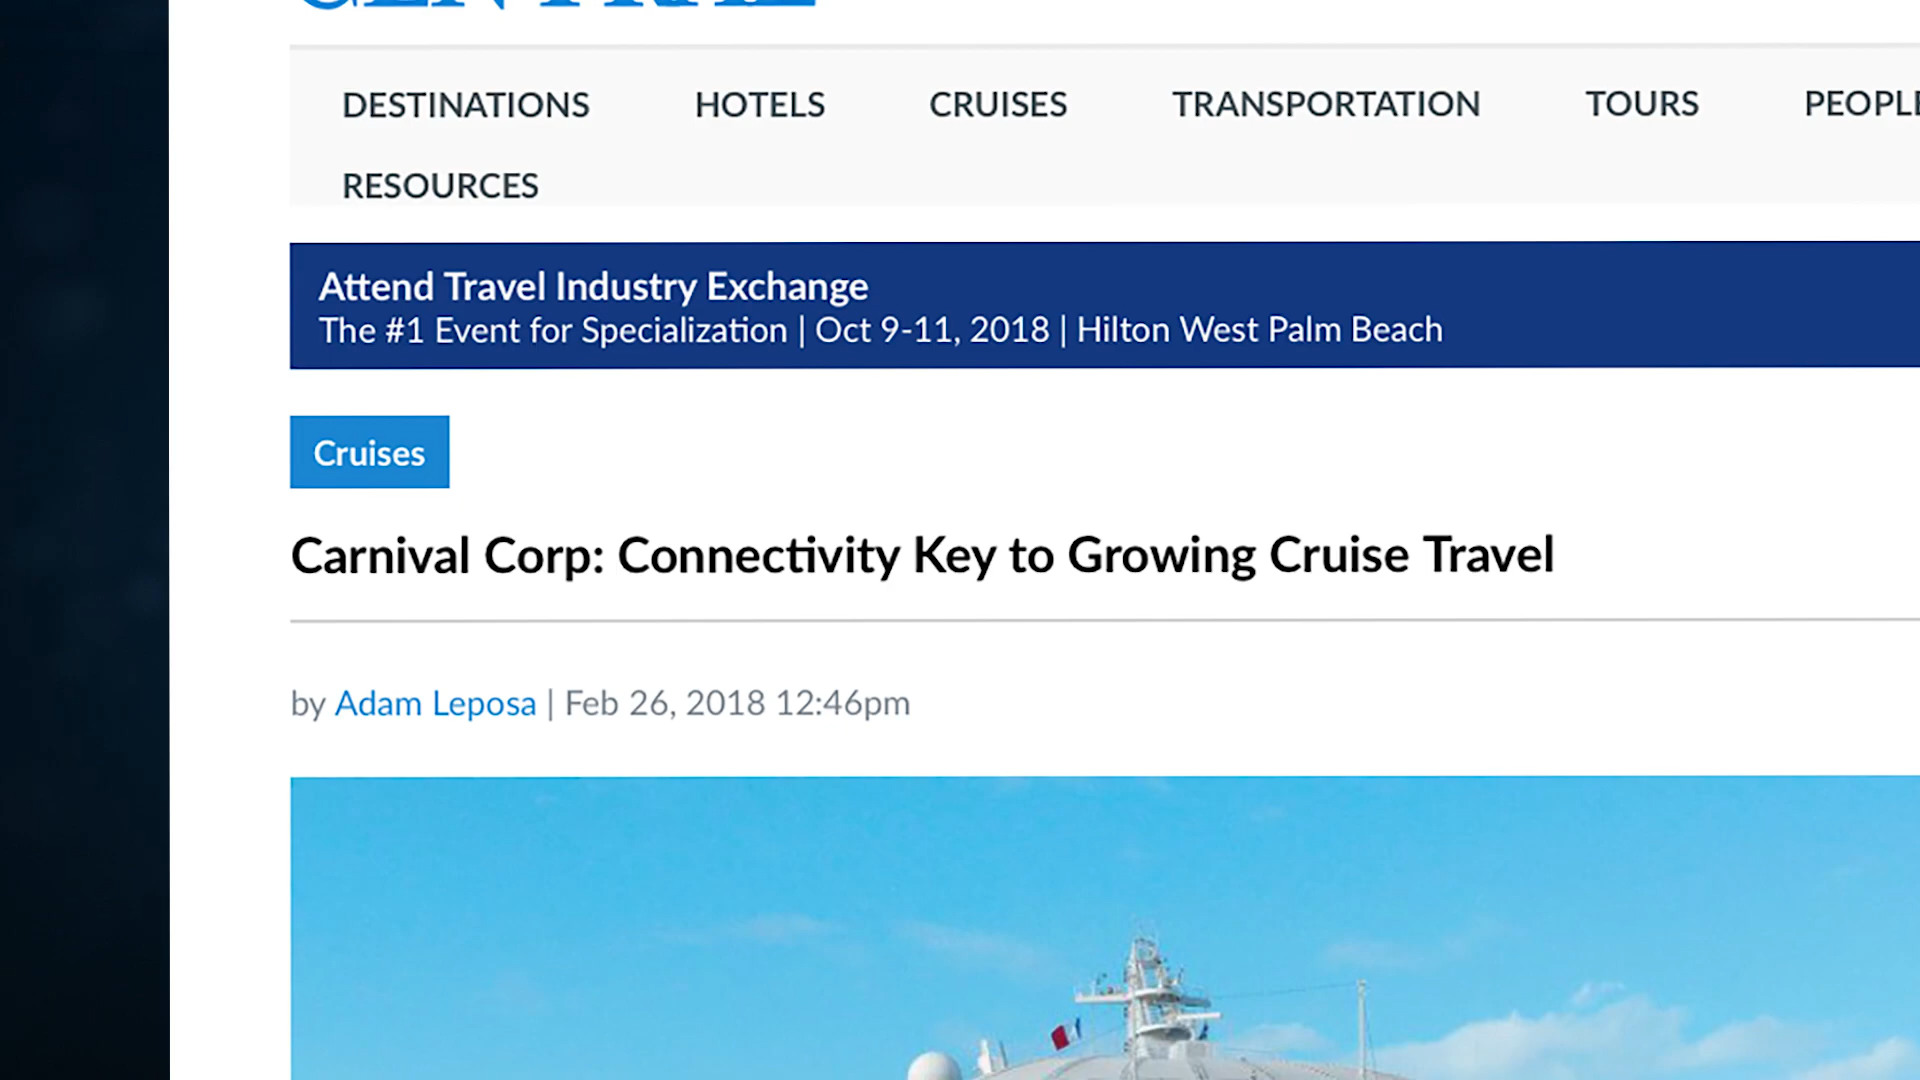 DESTINATIONS HOTELS CRUISES TRANSPORTATION TOURS
RESOURCES
Attend Travel Industry Exchange
The #1 Event for Specialization | Oct 9-11, 2018 | Hilton West Palm Beach
Cruises
Carnival Corp: Connectivity Key to Growing Cruise Travel
by Adam Leposa | Feb 26, 2018 12:46pm